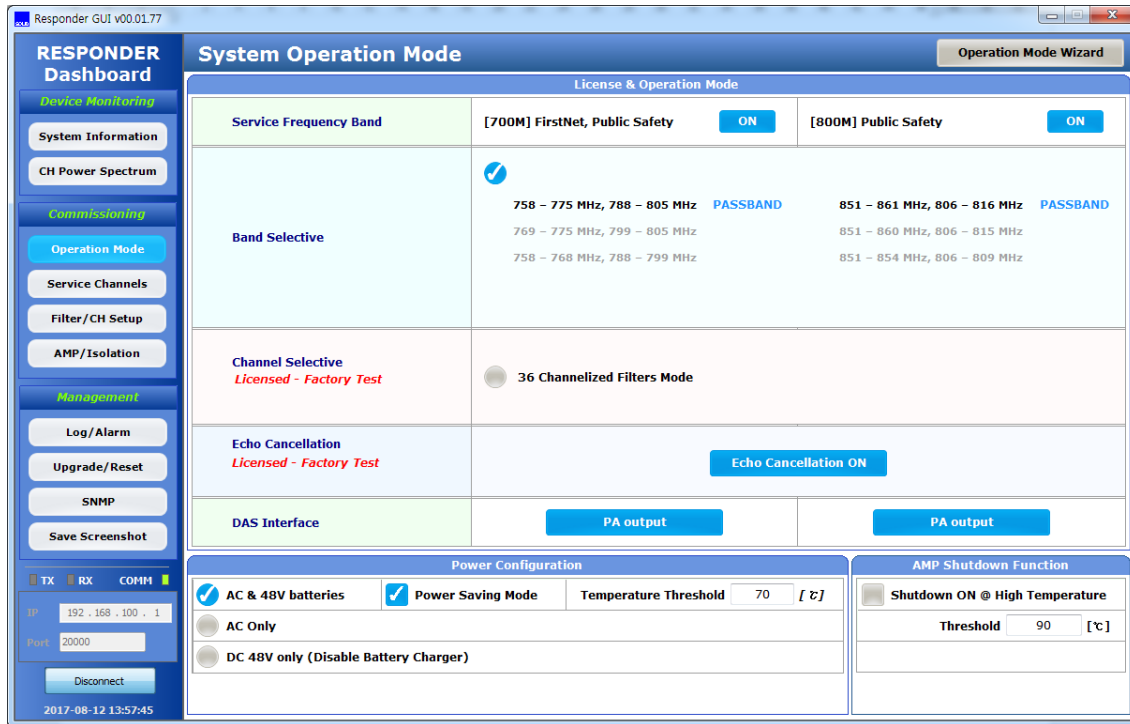 SOLiD Responder GUI v00.01.77
RESPONDER
Dashboard
Device Monitoring
System Information
CH Power Spectrum
Commissioning
Operation Mode
Service Channels
Filter/CH Setup
AMP/Isolation
Management
Log/Alarm
Upgrade/Reset
SNMP
Save Screenshot
TX RX COMM
IP 192 . 168 . 100 . 1
Port 20000
Disconnect
2017-08-12 13:57:45
System Operation Mode
Operation Mode Wizard
License & Operation Mode
Service Frequency Band
[700M] FirstNet, Public Safety ON
[800M] Public Safety ON
Band Selective
758 – 775 MHz, 788 – 805 MHz PASSBAND
769 – 775 MHz, 799 – 805 MHz
758 – 768 MHz, 788 – 799 MHz
851 – 861 MHz, 806 – 816 MHz PASSBAND
851 – 860 MHz, 806 – 815 MHz
851 – 854 MHz, 806 – 809 MHz
Channel Selective
Licensed - Factory Test
36 Channelized Filters Mode
Echo Cancellation
Licensed - Factory Test
Echo Cancellation ON
DAS Interface
PA output
PA output
Power Configuration
AC & 48V batteries
Power Saving Mode
Temperature Threshold 70 [℃]
AC Only
DC 48V only (Disable Battery Charger)
AMP Shutdown Function
Shutdown ON @ High Temperature
Threshold 90 [℃]